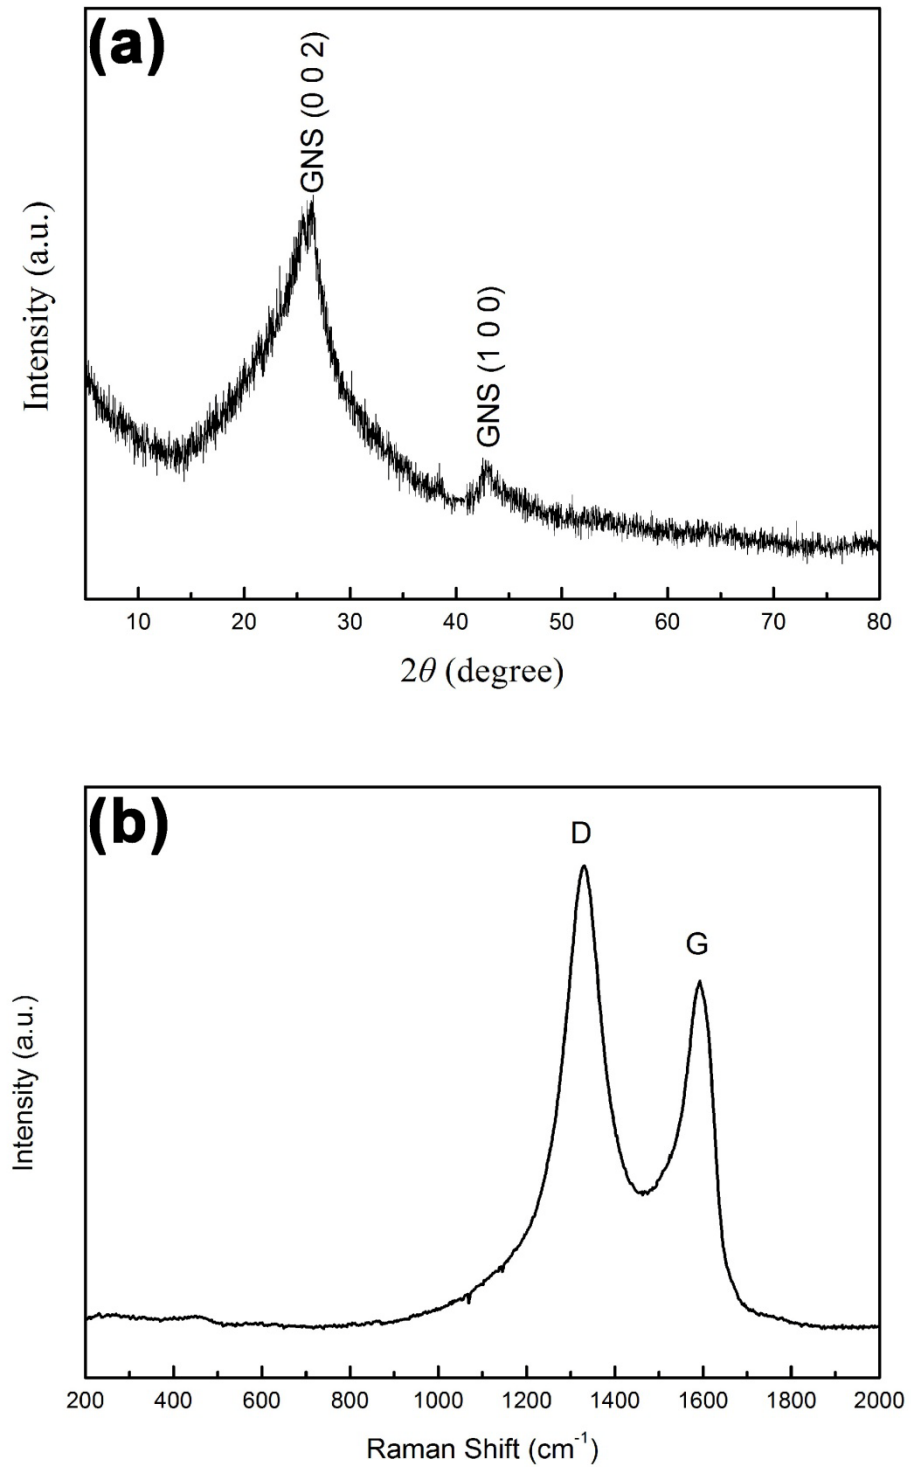 (a)
GNS (0 0 2)
GNS (1 0 0)
Intensity (a.u.)
10 20 30 40 50 60 70 80
2θ (degree)
(b)
D
G
Intensity (a.u.)
200 400 600 800 1000 1200 1400 1600 1800 2000
Raman Shift (cm⁻¹)